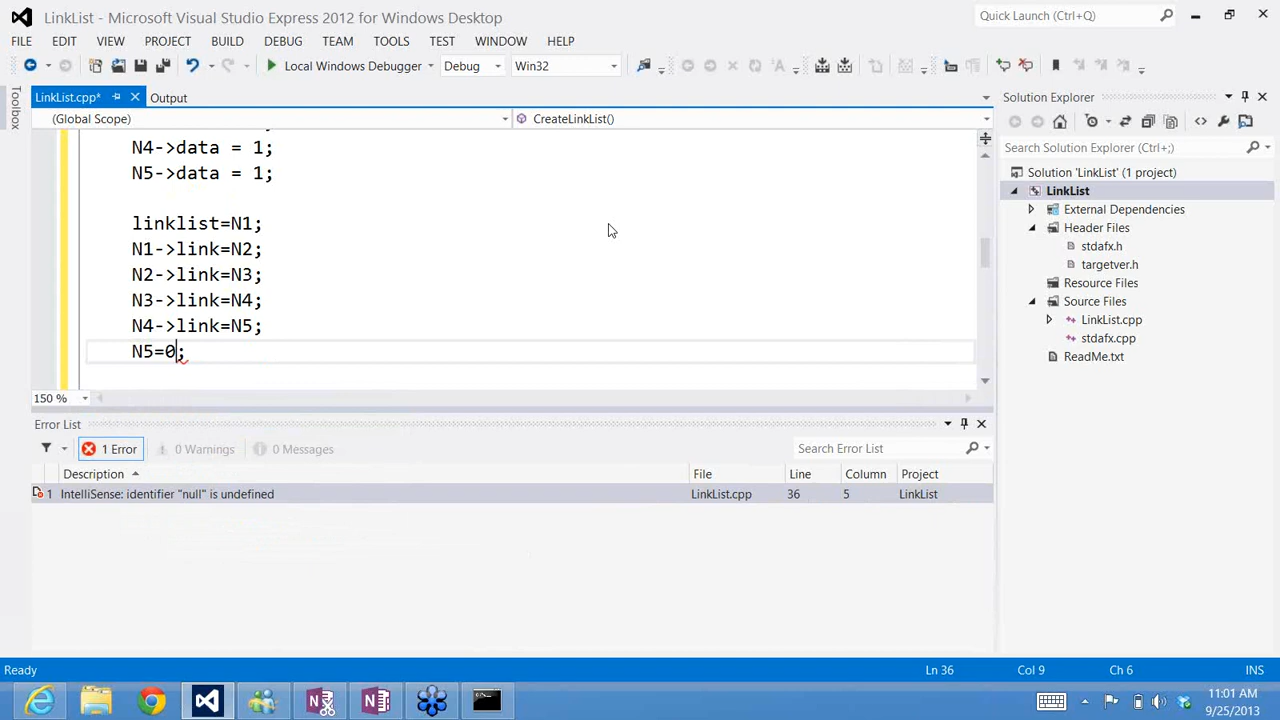 LinkList - Microsoft Visual Studio Express 2012 for Windows Desktop
Quick Launch (Ctrl+Q)
FILE EDIT VIEW PROJECT BUILD DEBUG TEAM TOOLS TEST WINDOW HELP
Local Windows Debugger Debug Win32
Toolbox
LinkList.cpp* Output
Solution Explorer
(Global Scope) CreateLinkList()
Search Solution Explorer (Ctrl+;)
Solution 'LinkList' (1 project)
LinkList
External Dependencies
Header Files
stdafx.h
targetver.h
Resource Files
Source Files
LinkList.cpp
stdafx.cpp
ReadMe.txt
N4->data = 1;
N5->data = 1;
linklist=N1;
N1->link=N2;
N2->link=N3;
N3->link=N4;
N4->link=N5;
N5=0;
150 %
Error List
1 Error 0 Warnings 0 Messages
Search Error List
Description File Line Column Project
1 IntelliSense: identifier "null" is undefined LinkList.cpp 36 5 LinkList
Ready Ln 36 Col 9 Ch 6 INS
11:01 AM
9/25/2013